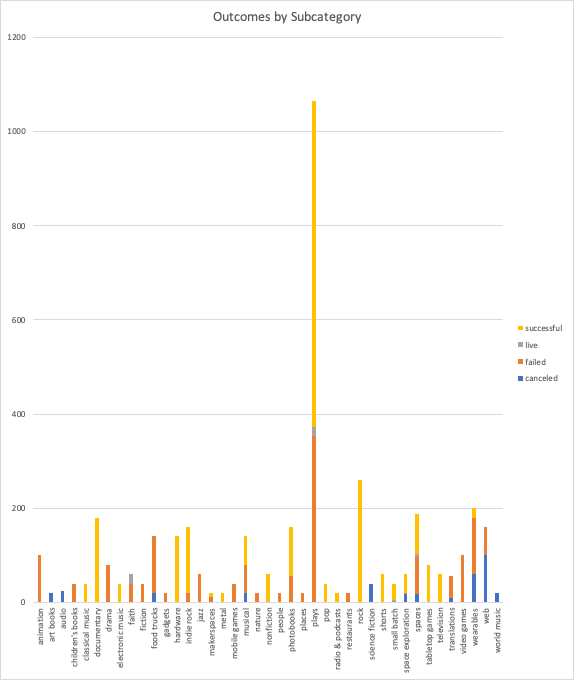 Outcomes by Subcategory
1200
1000
800
600
400
200
0
successful
live
failed
canceled
animation
art books
audio
children's books
classical music
documentary
drama
electronic music
faith
fiction
food trucks
gadgets
hardware
indie rock
jazz
makerspaces
metal
mobile games
musical
nature
nonfiction
people
photobooks
places
plays
pop
radio & podcasts
restaurants
rock
science fiction
shorts
small batch
space exploration
spaces
tabletop games
television
translations
video games
wearables
web
world music